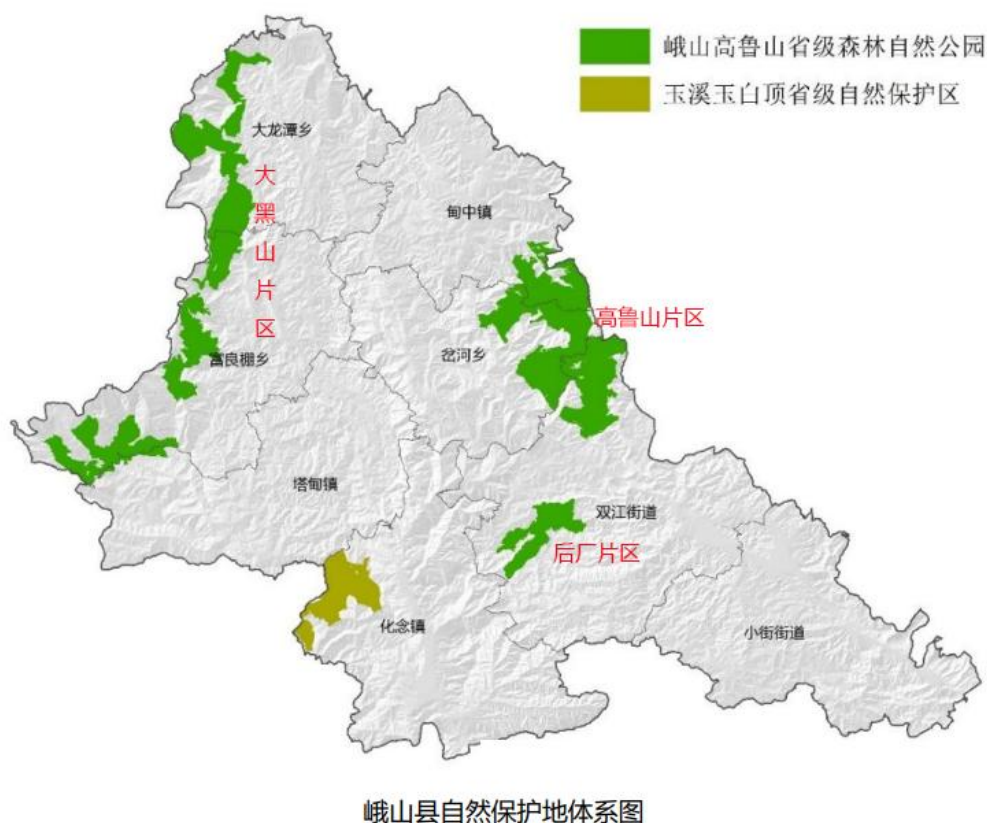 峨山高鲁山省级森林自然公园
玉溪玉白顶省级自然保护区
大龙潭乡
大黑山片区
甸中镇
高鲁山片区
岔河乡
富良棚乡
塔甸镇
双江街道
后厂片区
化念镇
小街街道
峨山县自然保护地体系图